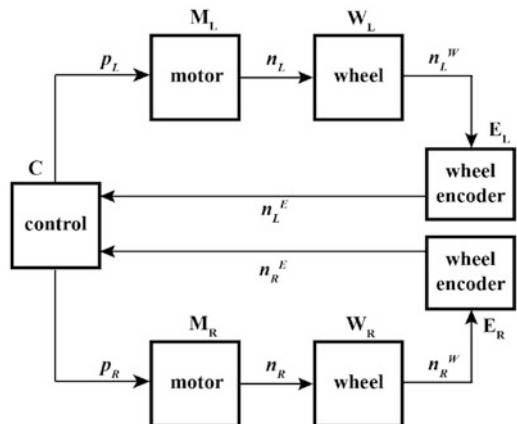 M_L W_L
p_L motor n_L wheel n_L^W
E_L
C
wheel
encoder
control
n_L^E
n_R^E
wheel
encoder
M_R W_R E_R
p_R motor n_R wheel n_R^W